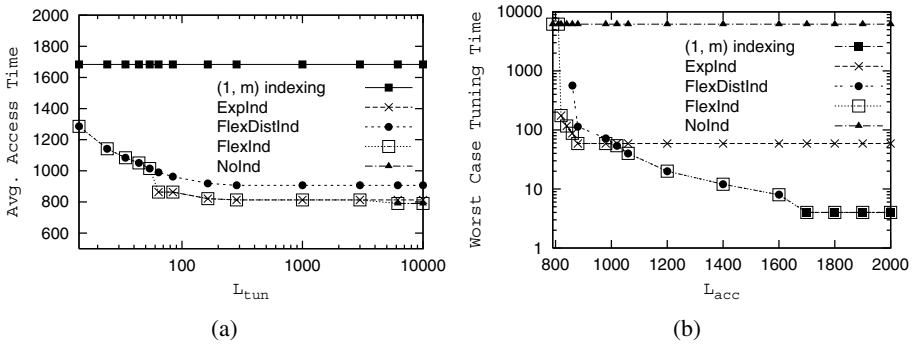 2000
1800
1600
1400
1200
1000
800
600
Avg. Access Time
(1, m) indexing
ExpInd
FlexDistInd
FlexInd
NoInd
100
1000
10000
L_tun
(a)
10000
1000
100
10
1
Worst Case Tuning Time
(1, m) indexing
ExpInd
FlexDistInd
FlexInd
NoInd
800
1000
1200
1400
1600
1800
2000
L_acc
(b)